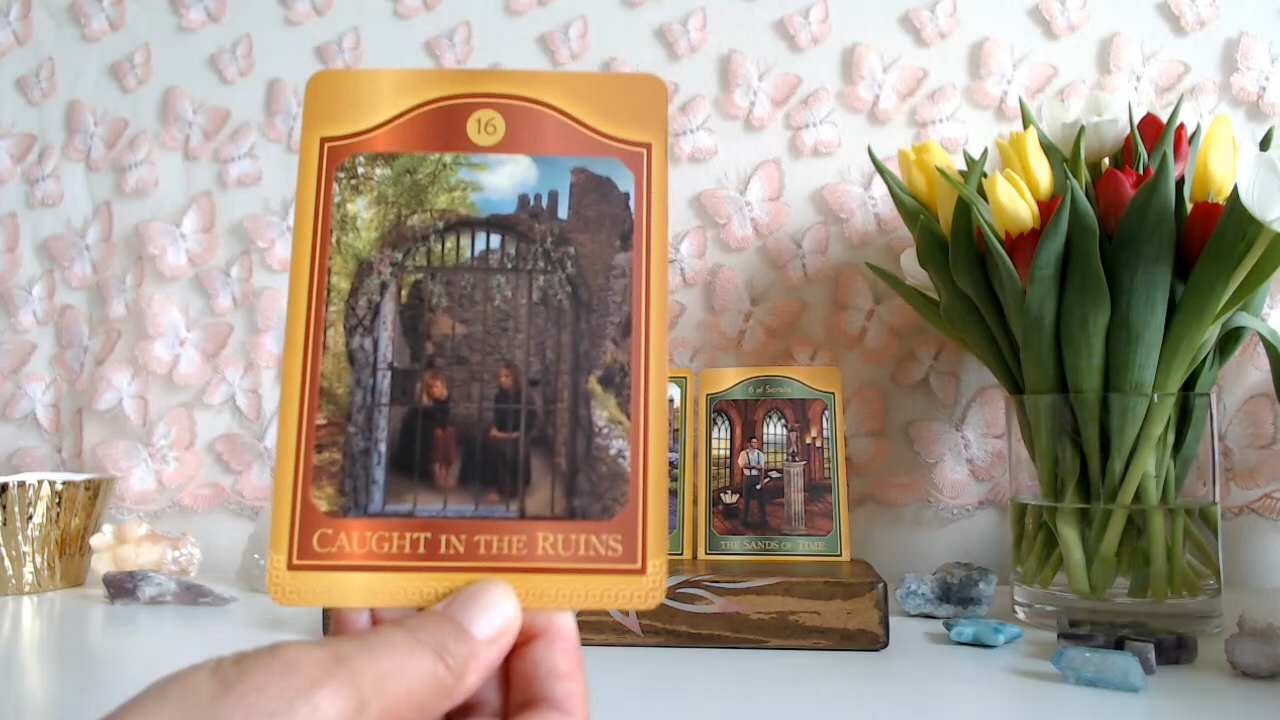 16
CAUGHT IN THE RUINS
6 of Scrolls
THE SANDS OF TIME